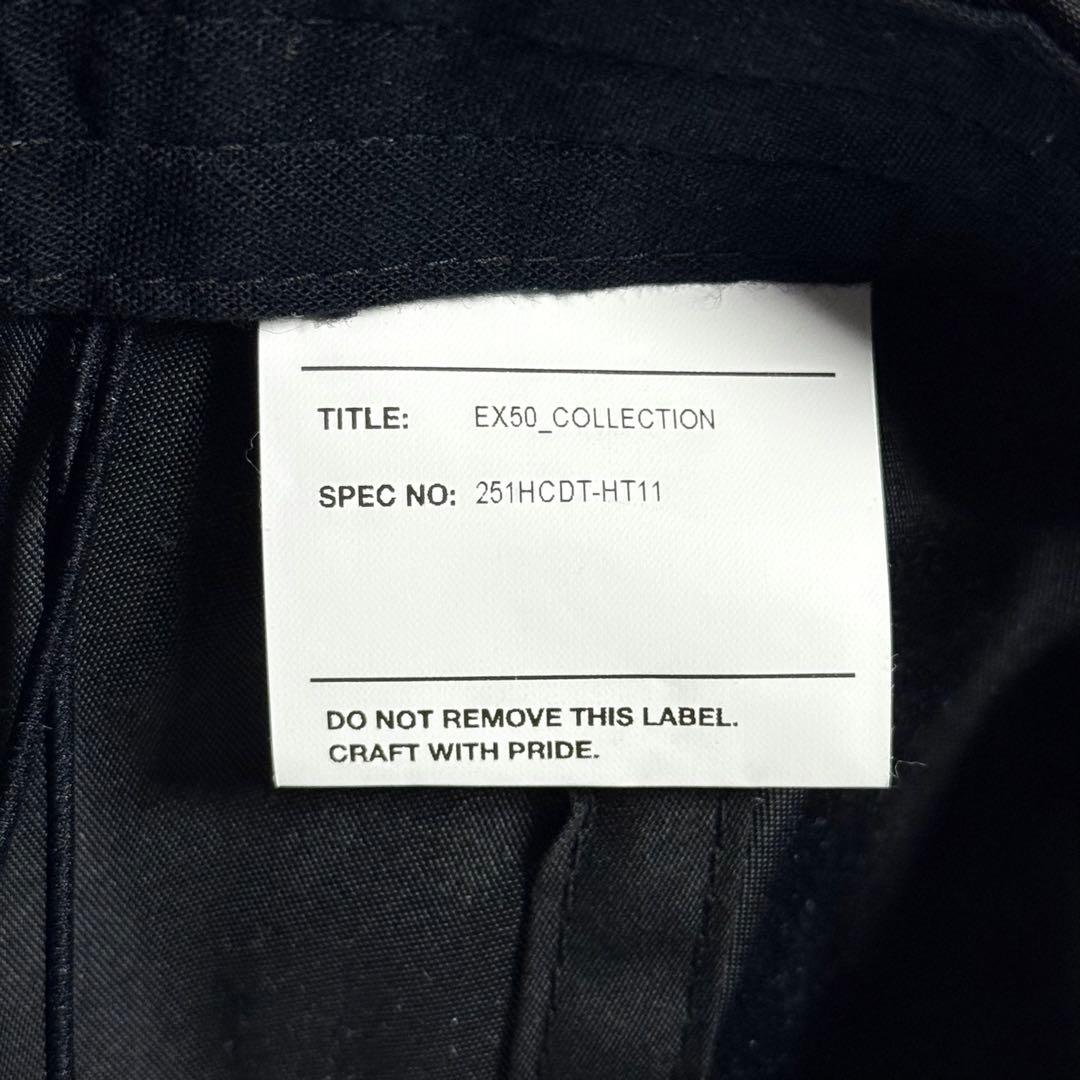 TITLE: EX50_COLLECTION
SPEC NO: 251HCDT-HT11
DO NOT REMOVE THIS LABEL.
CRAFT WITH PRIDE.